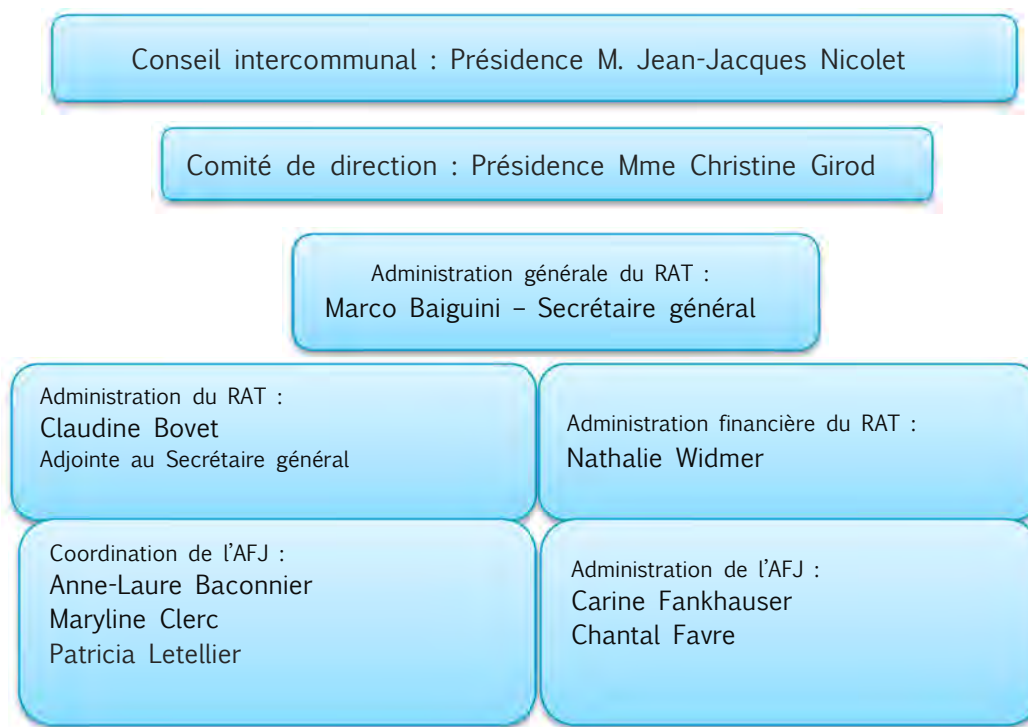 Conseil intercommunal : Présidence M. Jean-Jacques Nicolet
Comité de direction : Présidence Mme Christine Girod
Administration générale du RAT :
Marco Baiguini – Secrétaire général
Administration du RAT :
Claudine Bovet
Adjointe au Secrétaire général
Administration financière du RAT :
Nathalie Widmer
Coordination de l'AFJ :
Anne-Laure Baconnier
Maryline Clerc
Patricia Letellier
Administration de l'AFJ :
Carine Fankhauser
Chantal Favre